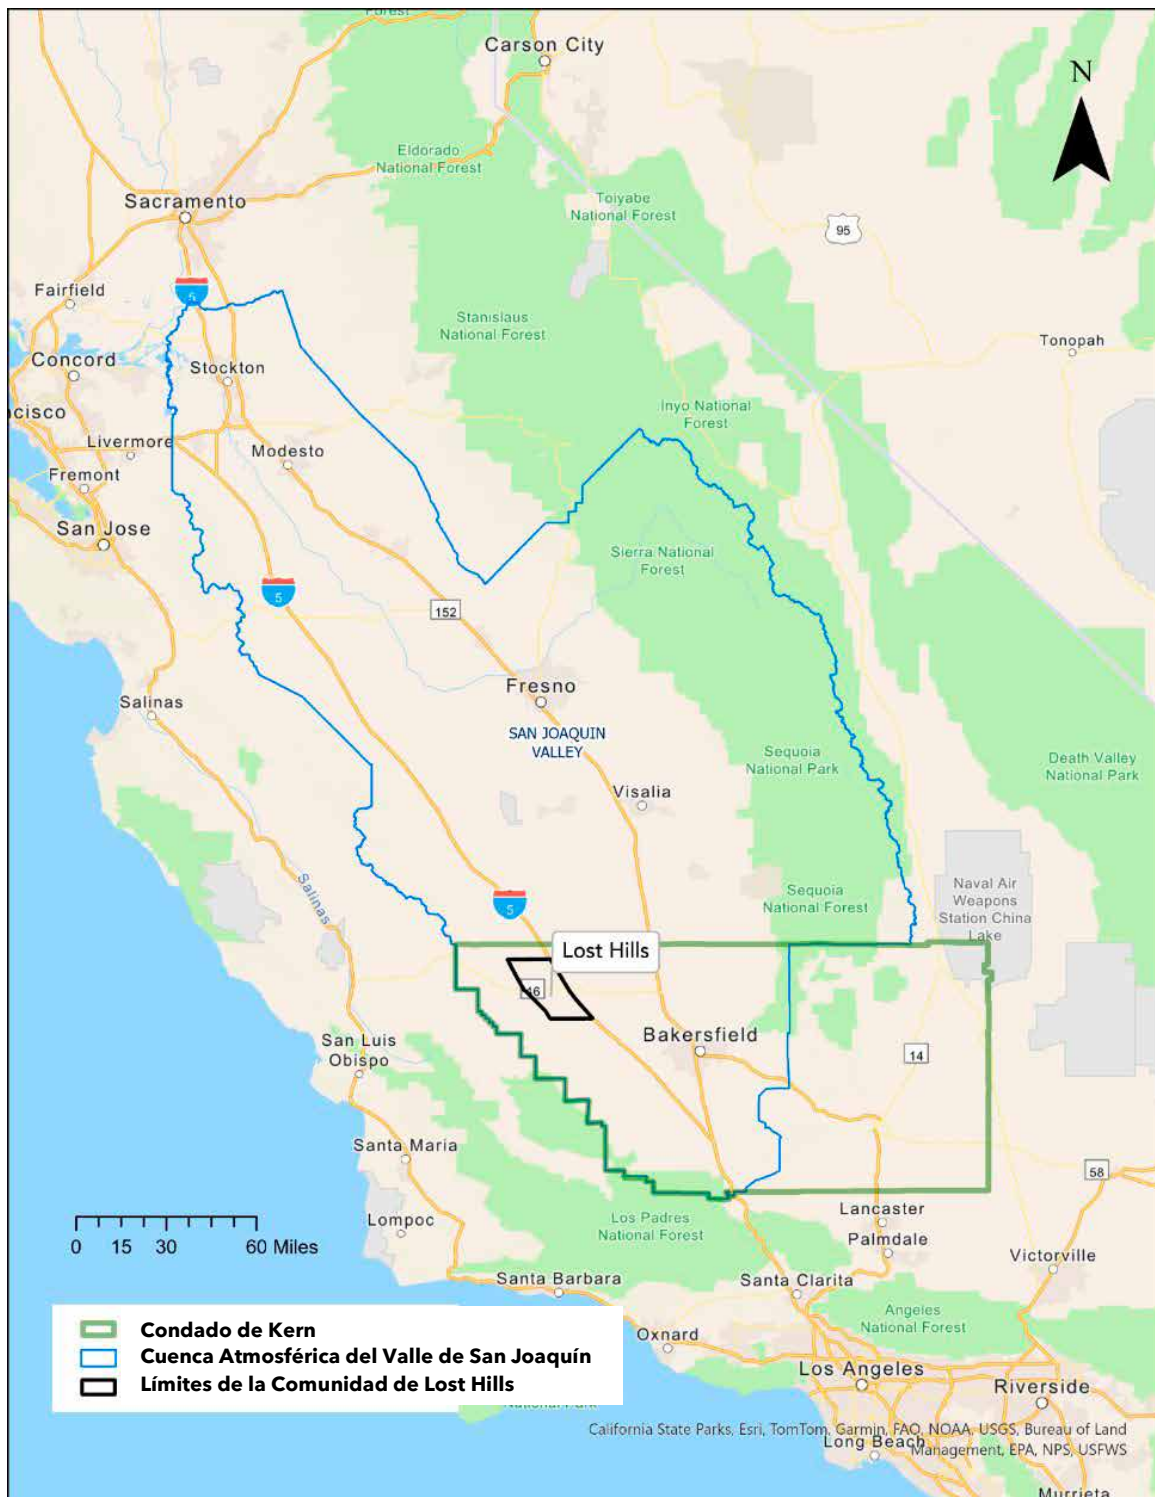 Forest
Carson City
N
Eldorado
National Forest
Toiyabe
National Forest
Sacramento
95
Fairfield
5
Stanislaus
National Forest
Tonopah
Concord
Stockton
ncisco
Inyo National
Forest
Livermore
Modesto
Fremont
San Jose
Sierra National
Forest
5
152
Fresno
Salinas
SAN JOAQUIN
VALLEY
Sequoia
National Park
Death Valley
National Park
Visalia
Salinas
5
Sequoia
National Forest
Naval Air
Weapons
Station China
Lake
Lost Hills
46
Bakersfield
San Luis
Obispo
14
Santa Maria
58
Lompoc
Los Padres
National Forest
Lancaster
Palmdale
0 15 30 60 Miles
Victorville
Santa Barbara
Santa Clarita
Angeles
National Forest
Condado de Kern
Oxnard
Cuenca Atmosférica del Valle de San Joaquín
Los Angeles
Límites de la Comunidad de Lost Hills
Riverside
National Park
California State Parks, Esri, TomTom, Garmin, FAO, NOAA, USGS, Bureau of Land
Long Beach
Management, EPA, NPS, USFWS
Murrieta